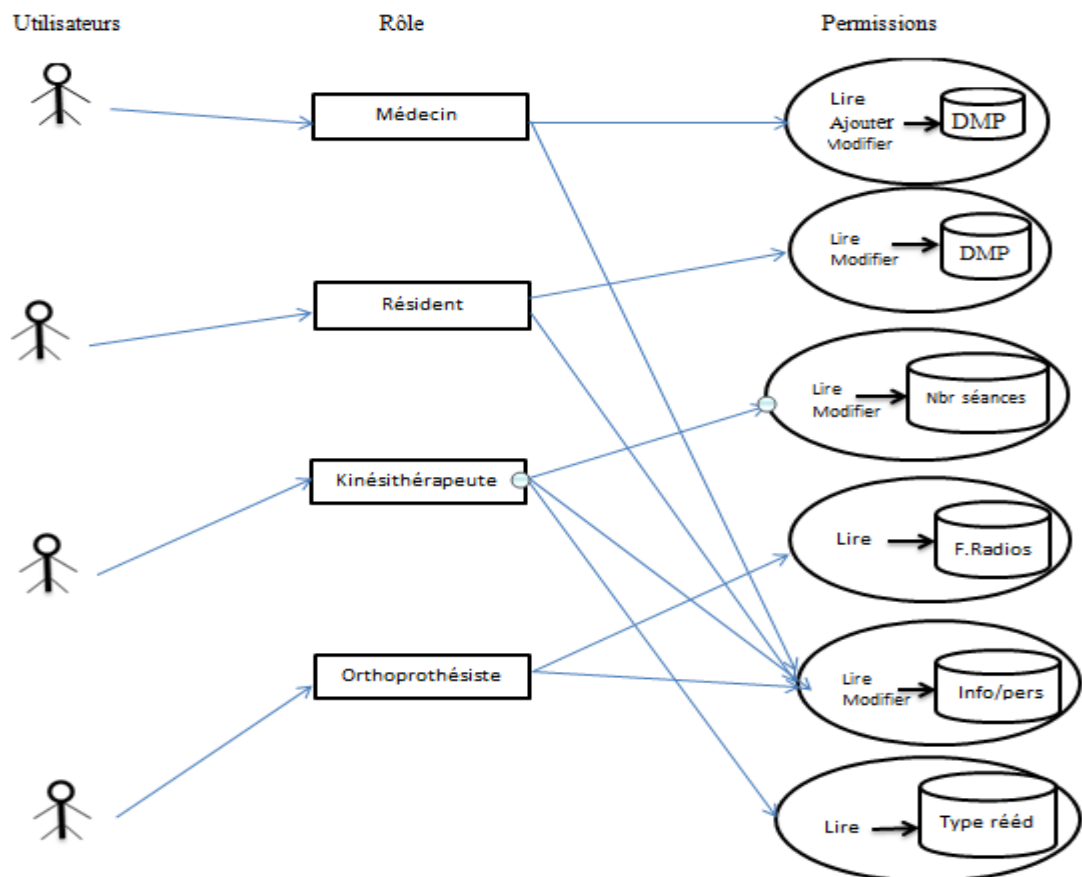 Utilisateurs
Rôle
Permissions
Médecin
Lire
Ajouter
Modifier
DMP
Résident
Lire
Modifier
DMP
Kinésithérapeute
Lire
Modifier
Nbr séances
Lire
F.Radios
Orthoprothésiste
Lire
Modifier
Info/pers
Lire
Type rééd